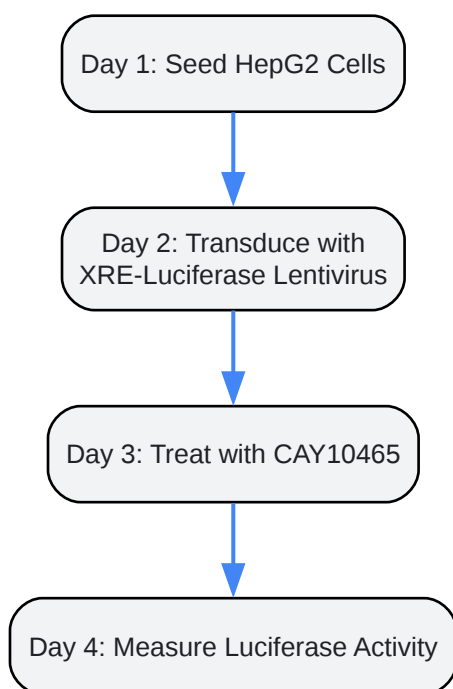 Day 1: Seed HepG2 Cells
Day 2: Transduce with
XRE-Luciferase Lentivirus
Day 3: Treat with CAY10465
Day 4: Measure Luciferase Activity